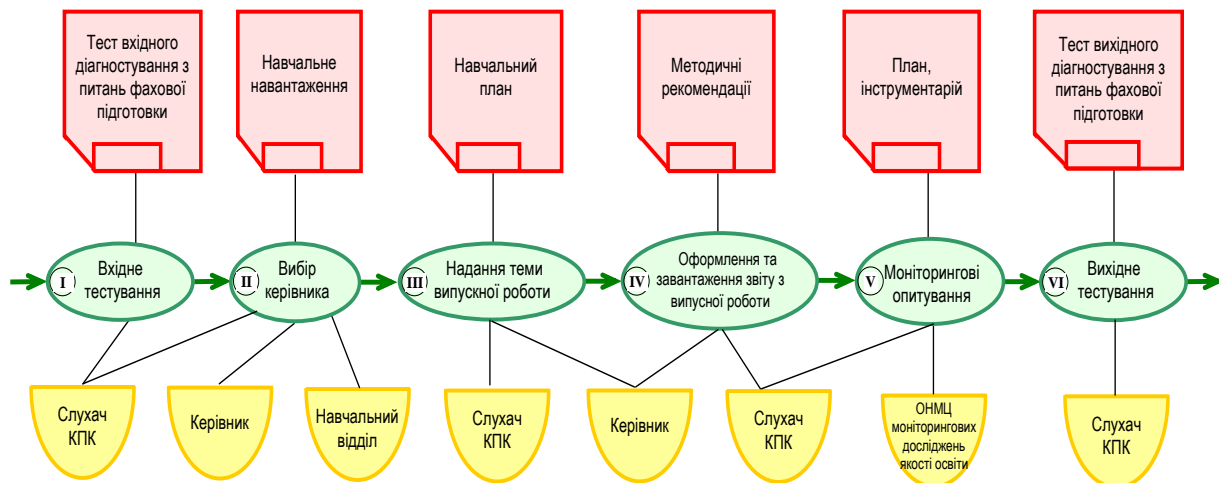 Тест вхідного
діагностування з
питань фахової
підготовки
Навчальне
навантаження
Навчальний
план
Методичні
рекомендації
План,
інструментарій
Тест вихідного
діагностування з
питань фахової
підготовки
I
Вхідне
тестування
II
Вибір
керівника
III
Надання теми
випускної роботи
IV
Оформлення та
завантаження звіту з
випусної роботи
V
Моніторингові
опитування
VI
Вихідне
тестування
Слухач
КПК
Керівник
Навчальний
відділ
Слухач
КПК
Керівник
Слухач
КПК
ОНМЦ
моніторингових
досліджень
якості освіти
Слухач
КПК